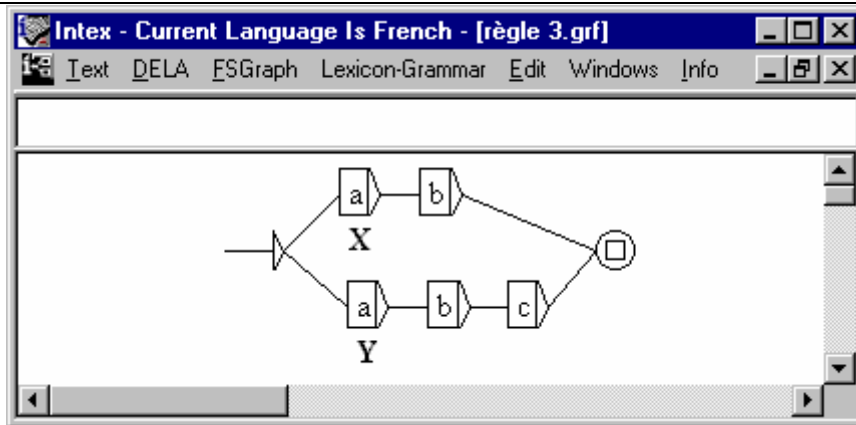 Intex - Current Language Is French - [règle 3.grf]
Text DELA FSGraph Lexicon-Grammar Edit Windows Info
a b
X
a b c
Y